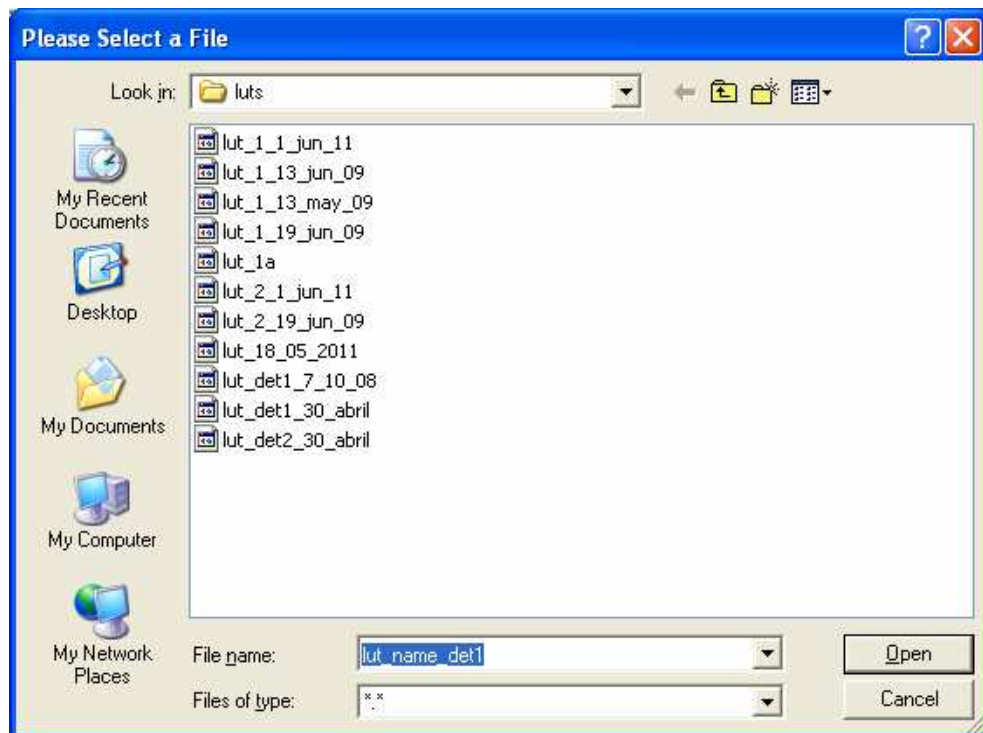 Please Select a File
Look in: luts
lut_1_1_jun_11
lut_1_13_jun_09
lut_1_13_may_09
lut_1_19_jun_09
lut_1a
lut_2_1_jun_11
lut_2_19_jun_09
lut_18_05_2011
lut_det1_7_10_08
lut_det1_30_abril
lut_det2_30_abril
My Recent
Documents
Desktop
My Documents
My Computer
My Network
Places
File name: lut_name_det1 Open
Files of type: *.* Cancel